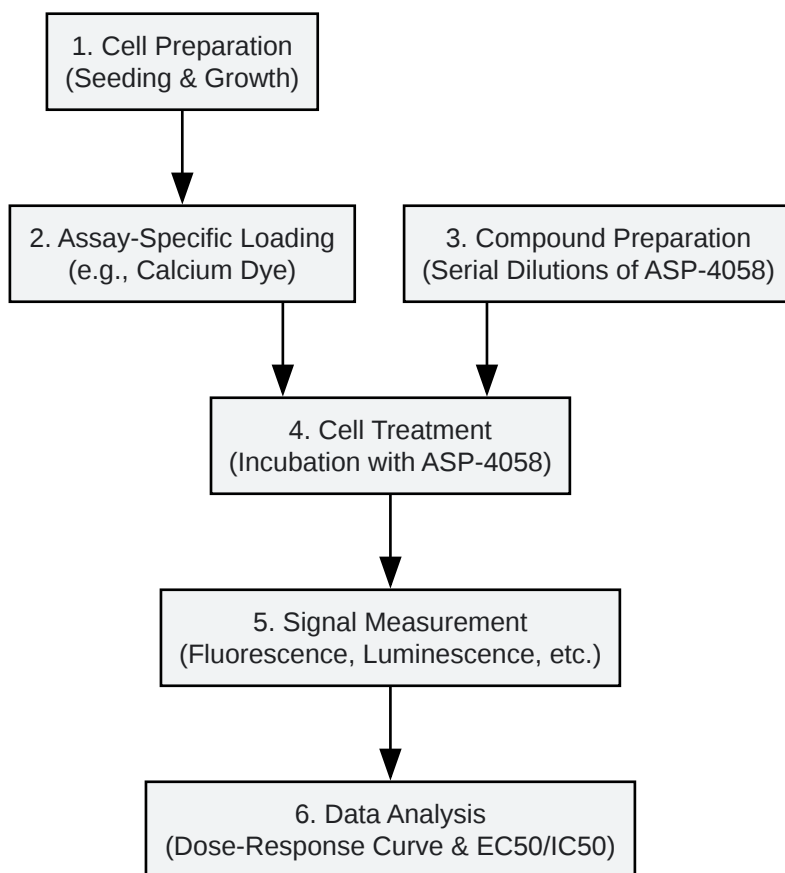 1. Cell Preparation
(Seeding & Growth)
2. Assay-Specific Loading
(e.g., Calcium Dye)
3. Compound Preparation
(Serial Dilutions of ASP-4058)
4. Cell Treatment
(Incubation with ASP-4058)
5. Signal Measurement
(Fluorescence, Luminescence, etc.)
6. Data Analysis
(Dose-Response Curve & EC50/IC50)